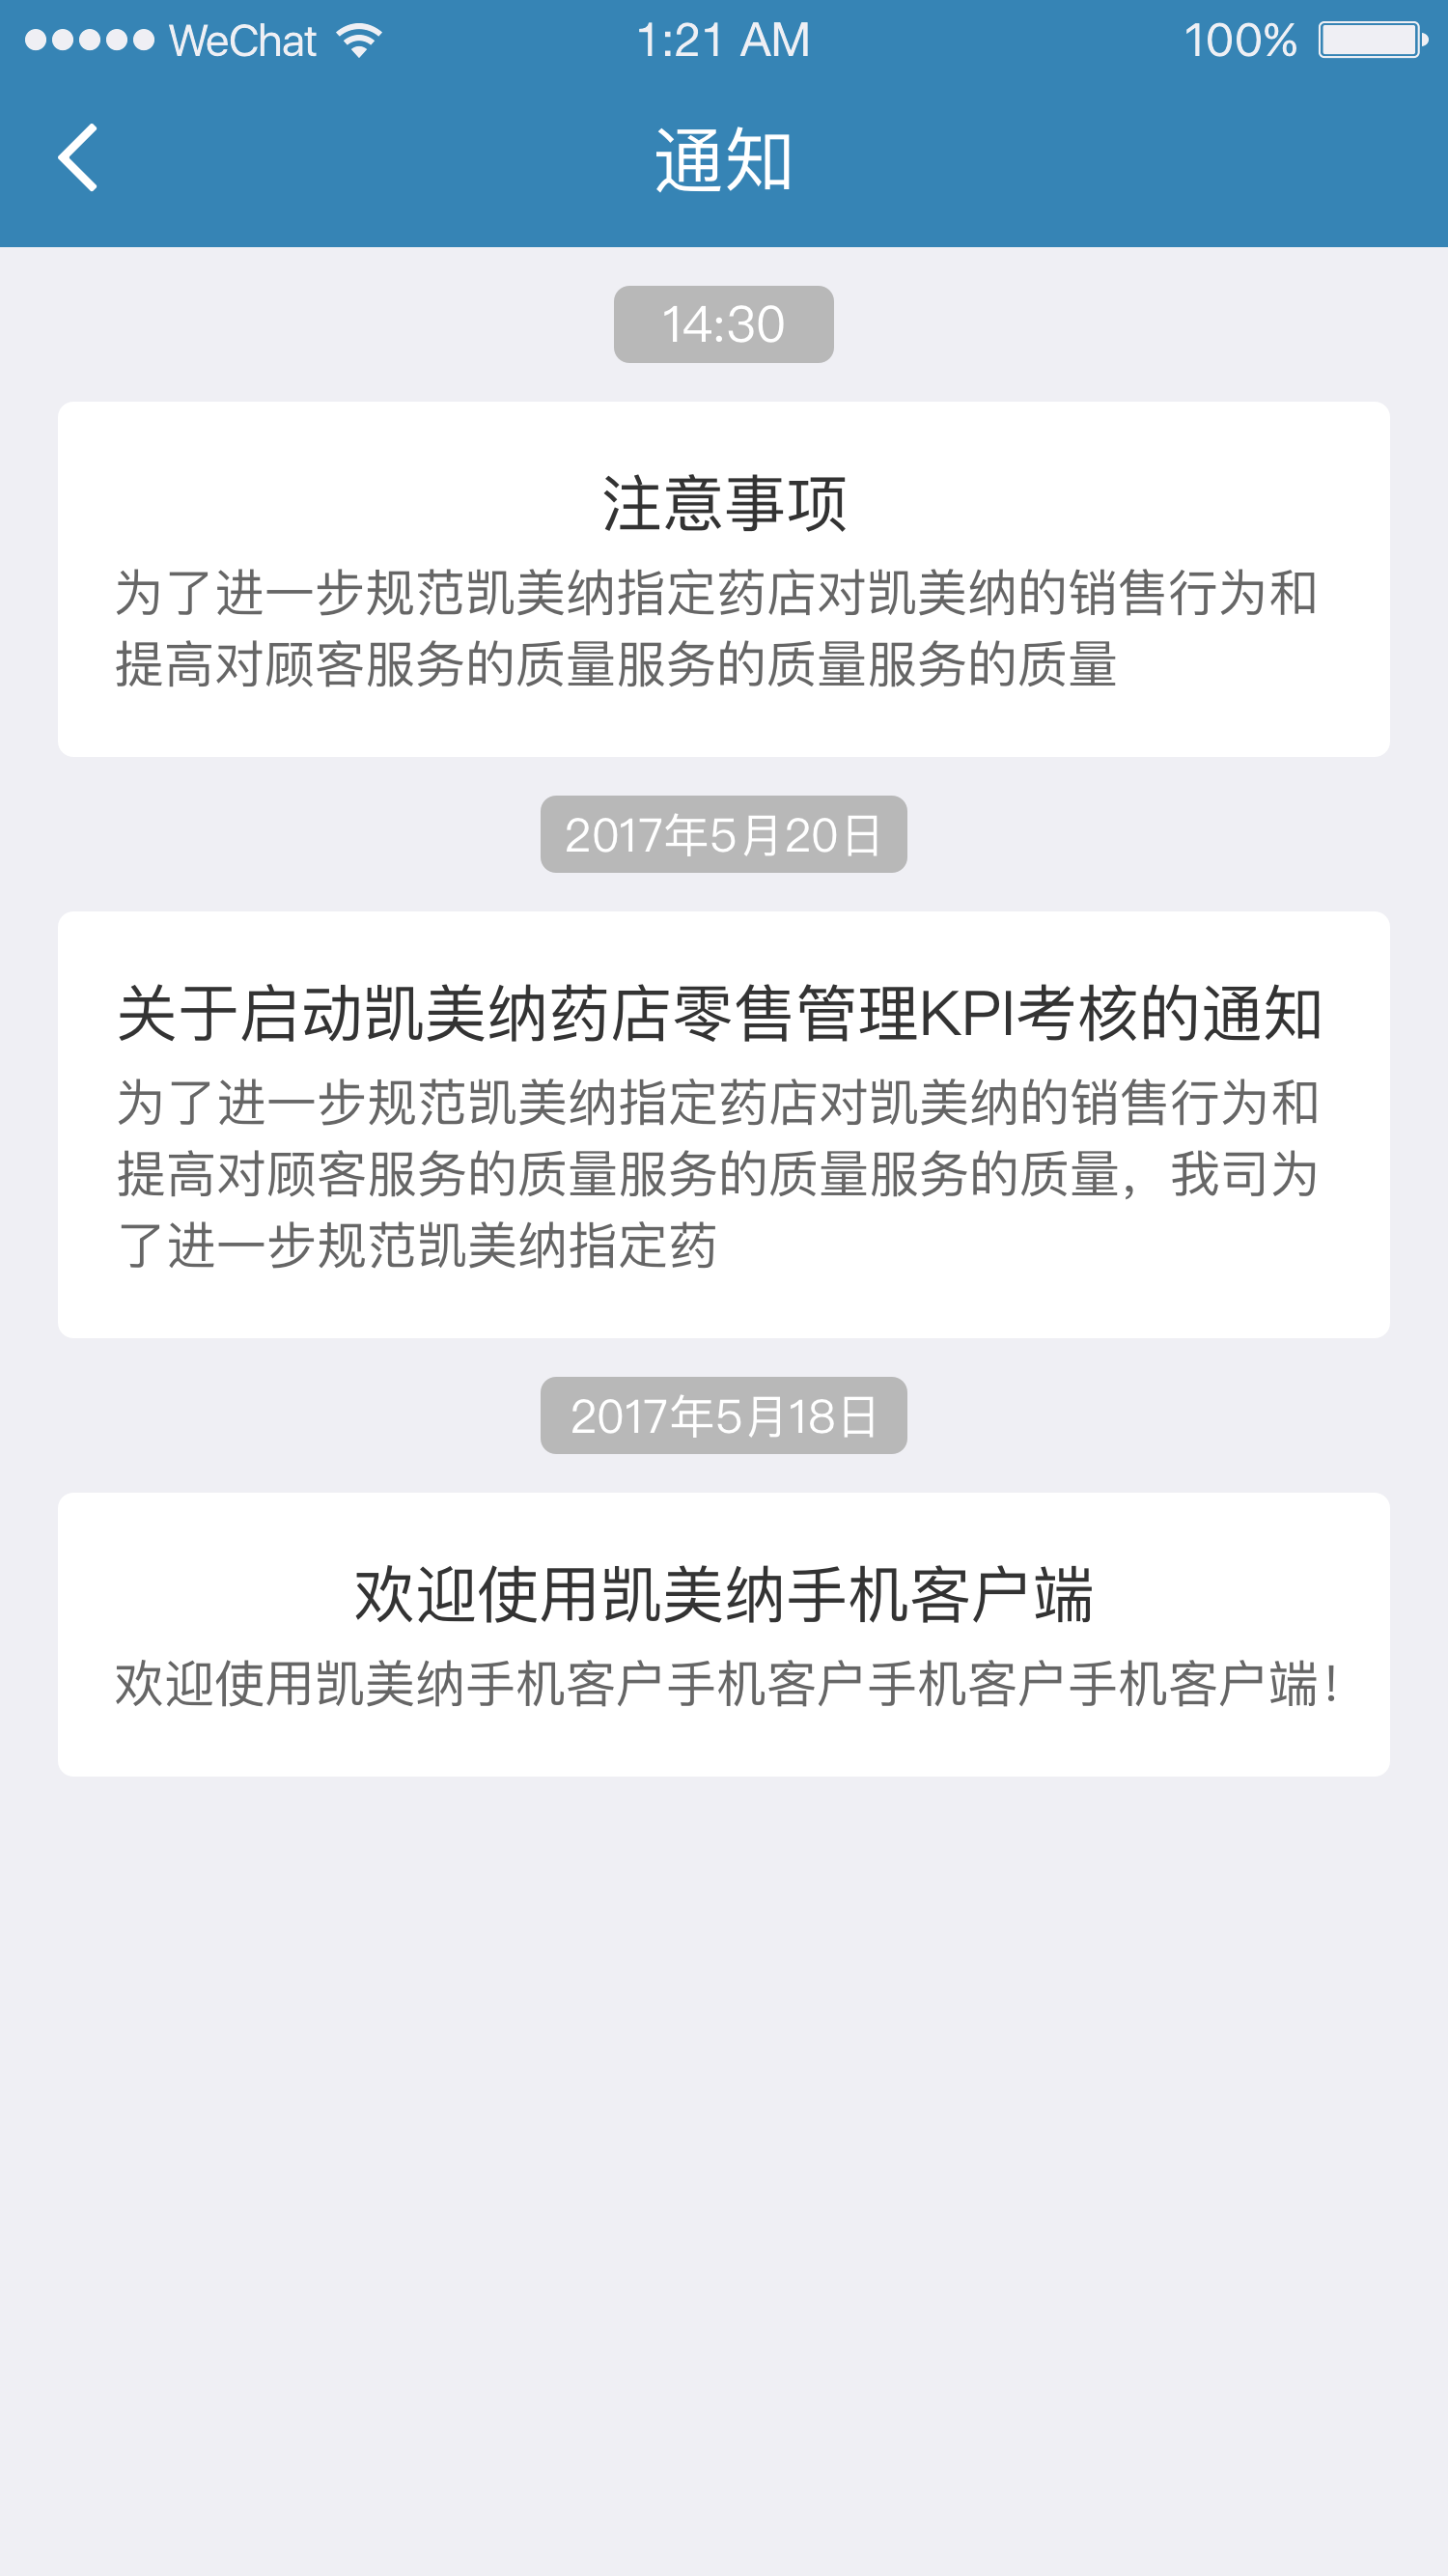 WeChat 1:21 AM 100%
通知
14:30
注意事项
为了进一步规范凯美纳指定药店对凯美纳的销售行为和
提高对顾客服务的质量服务的质量服务的质量
2017年5月20日
关于启动凯美纳药店零售管理KPI考核的通知
为了进一步规范凯美纳指定药店对凯美纳的销售行为和
提高对顾客服务的质量服务的质量服务的质量，我司为
了进一步规范凯美纳指定药
2017年5月18日
欢迎使用凯美纳手机客户端
欢迎使用凯美纳手机客户手机客户手机客户手机客户端！